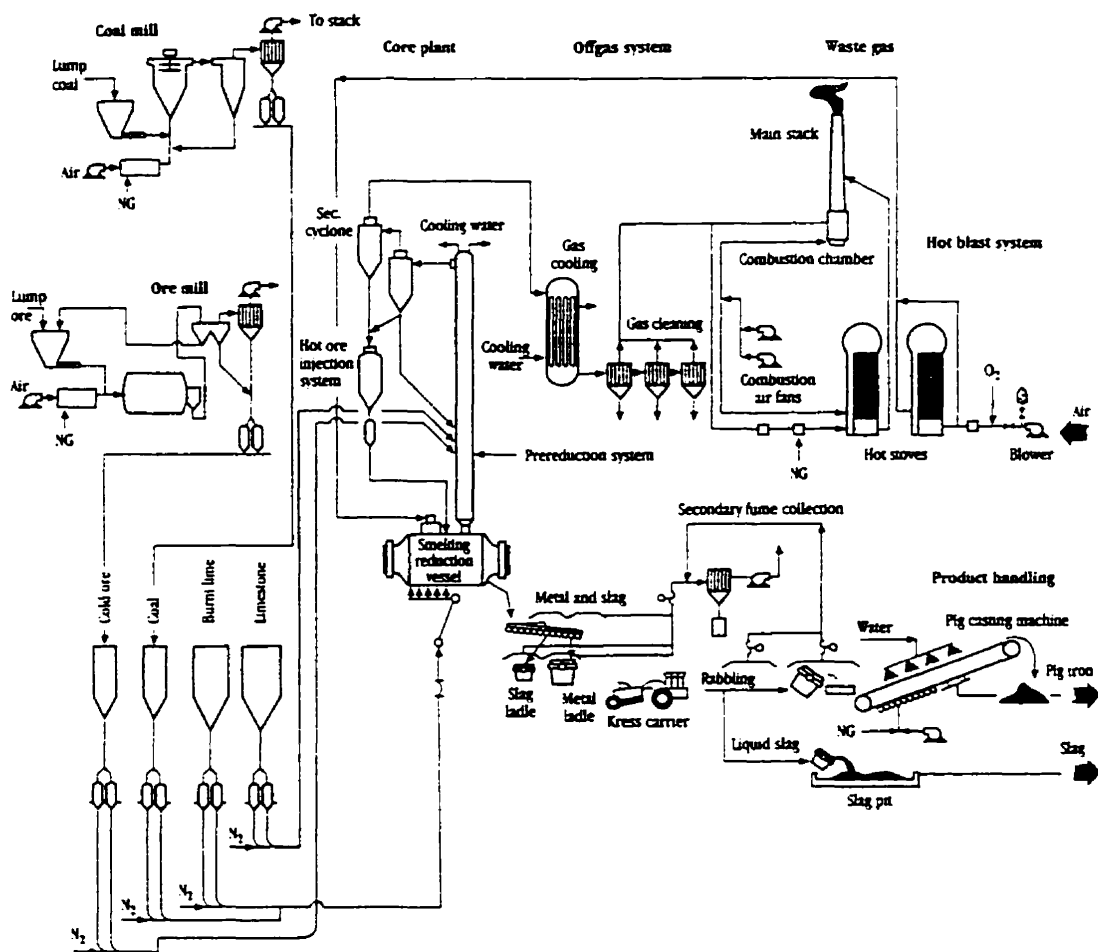 Coal mill
To stack
Core plant
Offgas system
Waste gas
Lump
coal
Main stack
Air
NG
Sec.
cyclone
Cooling water
Gas
cooling
Combustion chamber
Hot blast system
Ore mill
Lump
ore
Hot ore
injection
system
Cooling
water
Gas cleaning
Combustion
air fans
O2
Air
Air
NG
NG
Hot stoves
Blower
Prereduction system
Smelting
reduction
vessel
Secondary fume collection
Product handling
Cold ore
Coal
Burnt lime
Limestone
Metal and slag
Water
Pig casting machine
Pig iron
Slag
ladle
Metal
ladle
Kress carrier
Rabbling
NG
Liquid slag
Slag
Slag pit
N2
N2
N2
N2